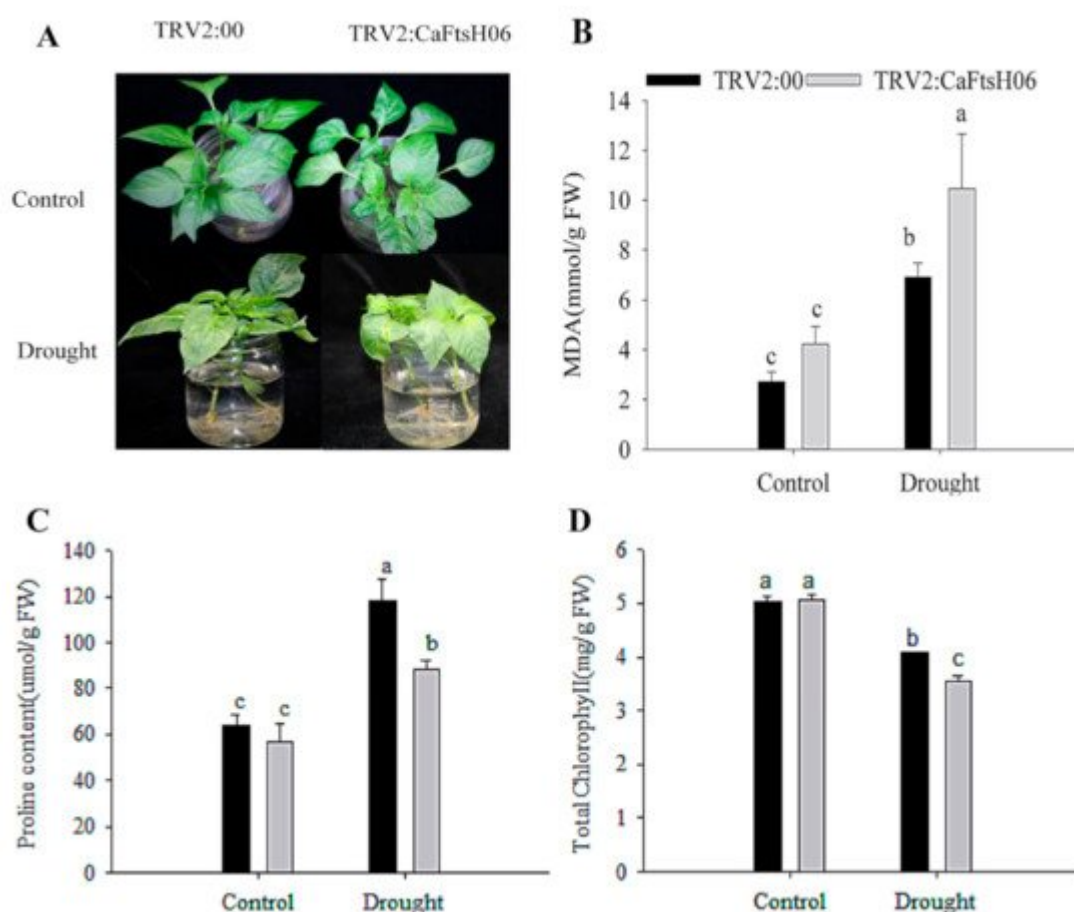 A
TRV2:00
TRV2:CaFtsH06
Control
Drought
B
TRV2:00
TRV2:CaFtsH06
MDA(mmol/g FW)
14
12
10
8
6
4
2
0
c
c
b
a
Control
Drought
C
Proline content(umol/g FW)
140
120
100
80
60
40
20
0
c
c
a
b
Control
Drought
D
Total ChlorophyII(mg/g FW)
6
5
4
3
2
1
0
a
a
b
c
Control
Drought